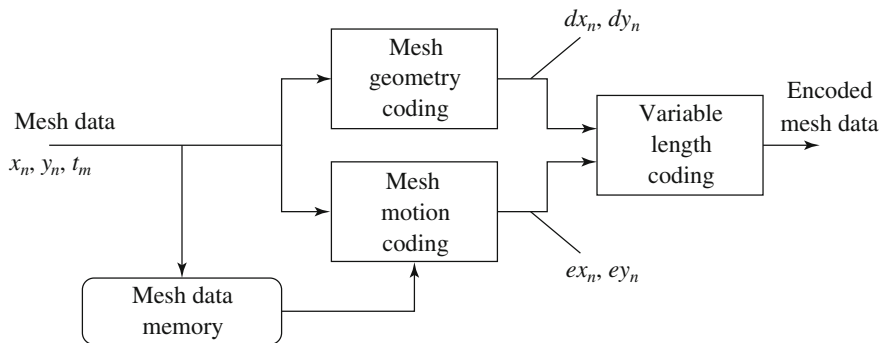 Mesh data
xₙ, yₙ, tₘ
Mesh
geometry
coding
dxₙ, dyₙ
Mesh
motion
coding
exₙ, eyₙ
Mesh data
memory
Variable
length
coding
Encoded
mesh data